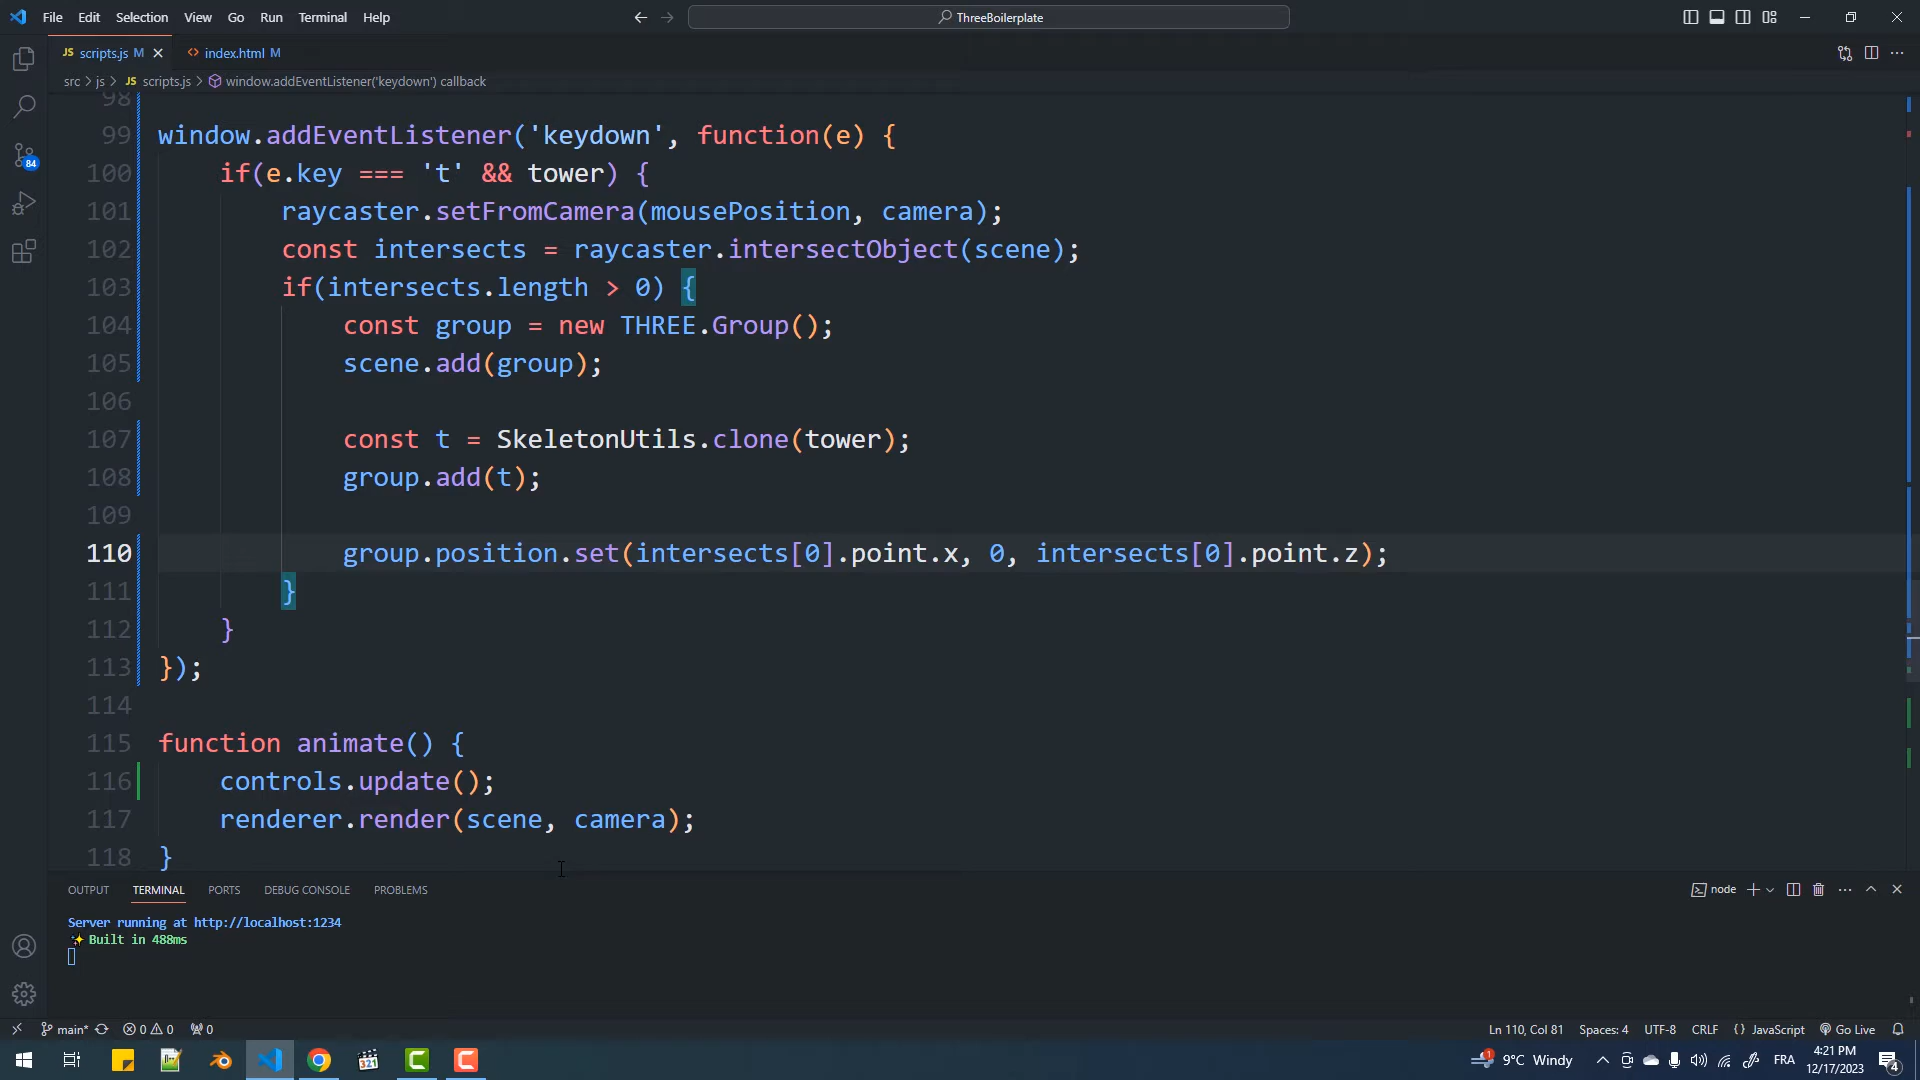 File Edit Selection View Go Run Terminal Help
ThreeBoilerplate
JS scripts.js M
index.html M
src > js > JS scripts.js > window.addEventListener('keydown') callback
98
99 window.addEventListener('keydown', function(e) {
100 if(e.key === 't' && tower) {
101 raycaster.setFromCamera(mousePosition, camera);
102 const intersects = raycaster.intersectObject(scene);
103 if(intersects.length > 0) {
104 const group = new THREE.Group();
105 scene.add(group);
106
107 const t = SkeletonUtils.clone(tower);
108 group.add(t);
109
110 group.position.set(intersects[0].point.x, 0, intersects[0].point.z);
111 }
112 }
113 });
114
115 function animate() {
116 controls.update();
117 renderer.render(scene, camera);
118 }
84
OUTPUT TERMINAL PORTS DEBUG CONSOLE PROBLEMS
node
Server running at http://localhost:1234
✨ Built in 488ms
main* 0 0 0
Ln 110, Col 81 Spaces: 4 UTF-8 CRLF {} JavaScript Go Live
321
1 9°C Windy
FRA
4:21 PM
12/17/2023
4